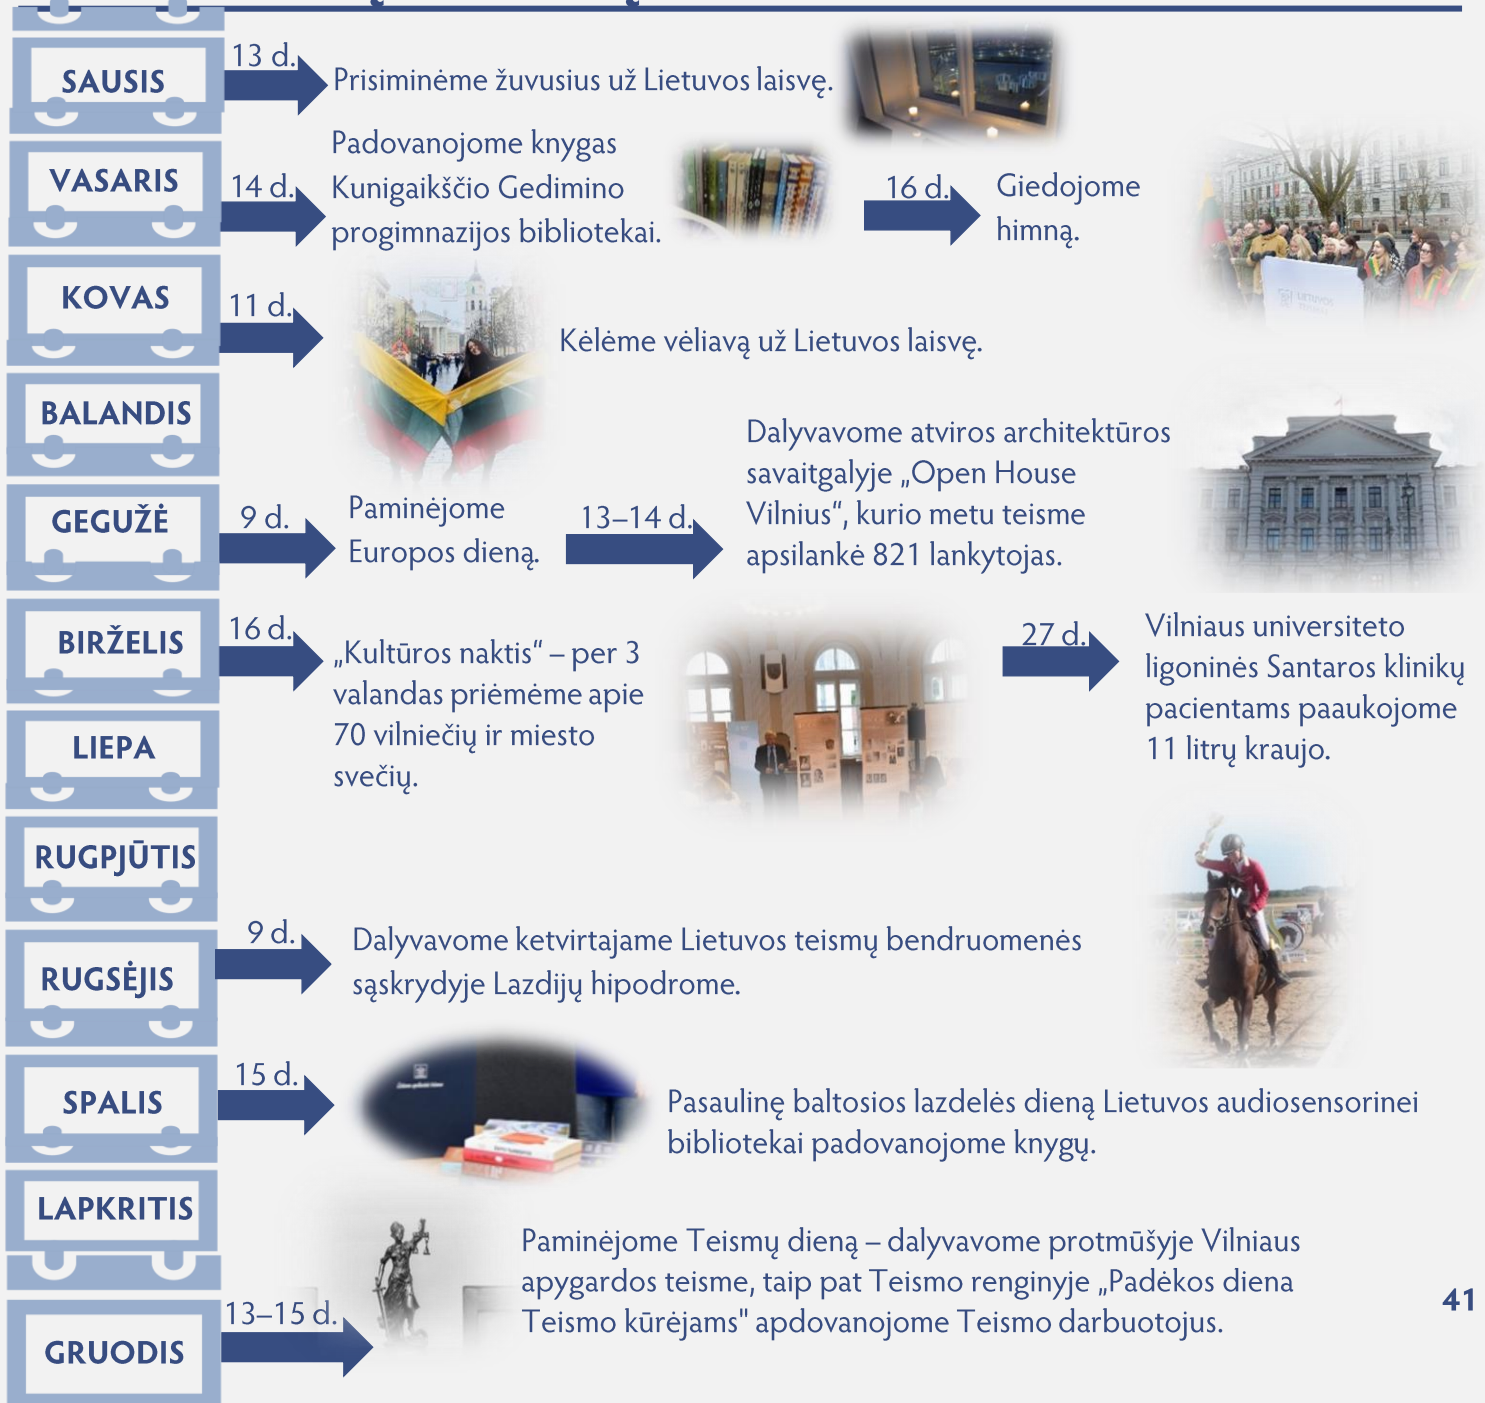 SAUSIS
13 d.
Prisiminėme žuvusius už Lietuvos laisvę.
VASARIS
14 d.
Padovanojome knygas
Kunigaikščio Gedimino
progimnazijos bibliotekai.
16 d.
Giedojome
himną.
LIETUVOS
KOVAS
11 d.
Kėlėme vėliavą už Lietuvos laisvę.
BALANDIS
GEGUŽĖ
9 d.
Paminėjome
Europos dieną.
13–14 d.
Dalyvavome atviros architektūros
savaitgalyje „Open House
Vilnius“, kurio metu teisme
apsilankė 821 lankytojas.
BIRŽELIS
16 d.
„Kultūros naktis“ – per 3
valandas priėmėme apie
70 vilniečių ir miesto
svečių.
27 d.
Vilniaus universiteto
ligoninės Santaros klinikų
pacientams paaukojome
11 litrų kraujo.
LIEPA
RUGPJŪTIS
RUGSĖJIS
9 d.
Dalyvavome ketvirtajame Lietuvos teismų bendruomenės
sąskrydyje Lazdijų hipodrome.
SPALIS
15 d.
Pasaulinę baltosios lazdelės dieną Lietuvos audiosensorinei
bibliotekai padovanojome knygų.
LAPKRITIS
GRUODIS
13–15 d.
Paminėjome Teismų dieną – dalyvavome protmūšyje Vilniaus
apygardos teisme, taip pat Teismo renginyje „Padėkos diena
Teismo kūrėjams" apdovanojome Teismo darbuotojus.
41